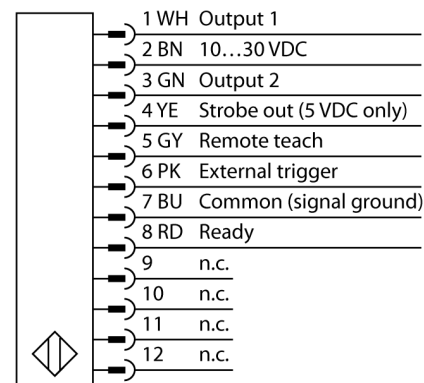 1 WH Output 1
2 BN 10…30 VDC
3 GN Output 2
4 YE Strobe out (5 VDC only)
5 GY Remote teach
6 PK External trigger
7 BU Common (signal ground)
8 RD Ready
9 n.c.
10 n.c.
11 n.c.
12 n.c.